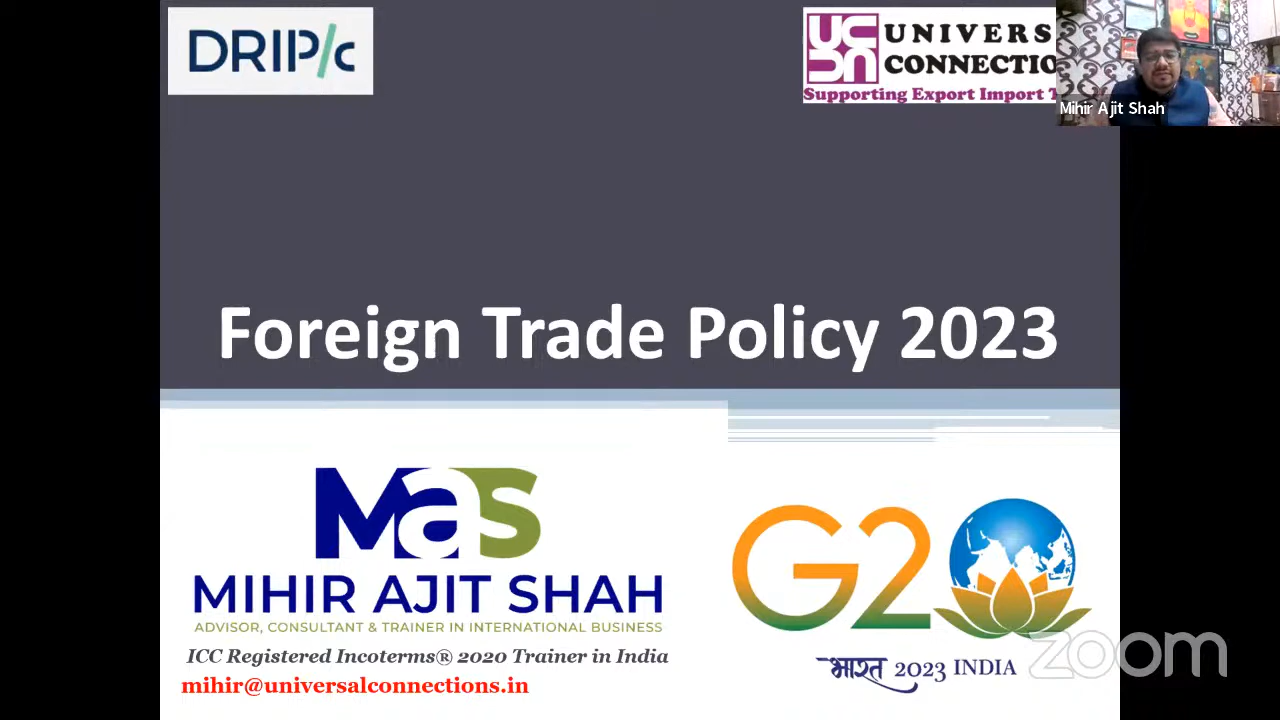 DRIP/c
UC
DN
UNIVERS
CONNECTIO
Supporting Export Import T
Mihir Ajit Shah
Foreign Trade Policy 2023
Mas
MIHIR AJIT SHAH
ADVISOR, CONSULTANT & TRAINER IN INTERNATIONAL BUSINESS
ICC Registered Incoterms® 2020 Trainer in India
mihir@universalconnections.in
G20
भारत 2023 INDIA
zoom